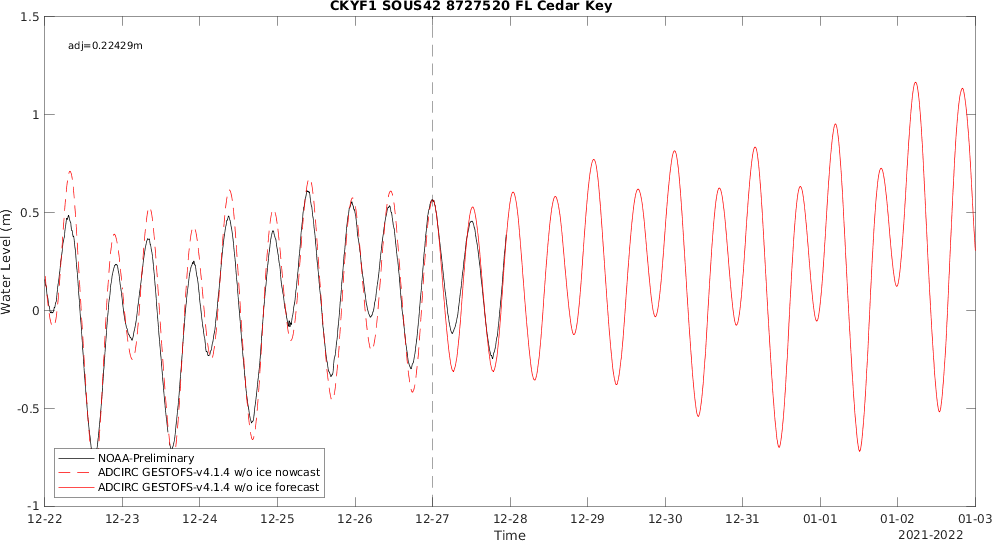 CKYF1 SOUS42 8727520 FL Cedar Key
1.5
adj=0.22429m
1
0.5
0
-0.5
-1
Water Level (m)
NOAA-Preliminary
ADCIRC GESTOFS-v4.1.4 w/o ice nowcast
ADCIRC GESTOFS-v4.1.4 w/o ice forecast
12-22 12-23 12-24 12-25 12-26 12-27 12-28 12-29 12-30 12-31 01-01 01-02 01-03
Time
2021-2022